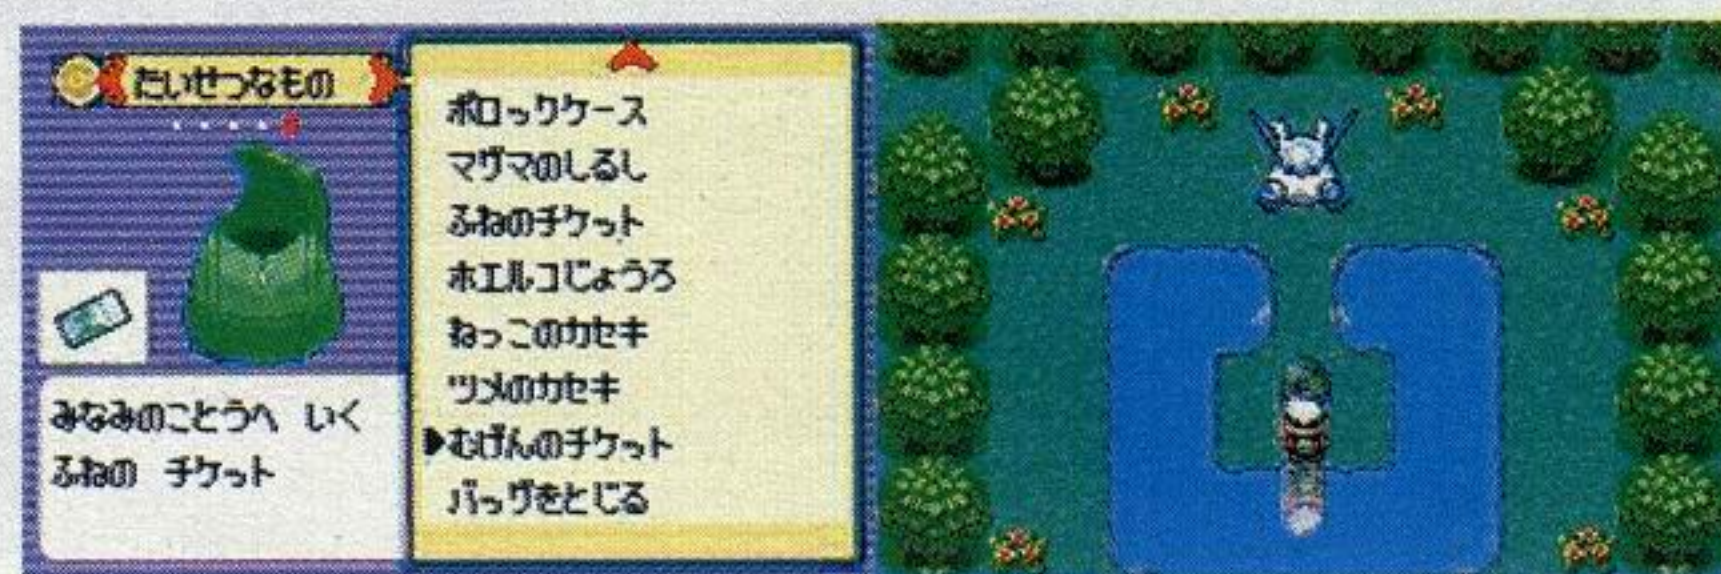 たいせつなもの
ポロックケース
マグマのしるし
ふねのチケット
ホエルコじょうろ
ねっこのカセキ
ツメのカセキ
▶むげんのチケット
バッグをとじる
みなみのことうへ いく
ふねの チケット